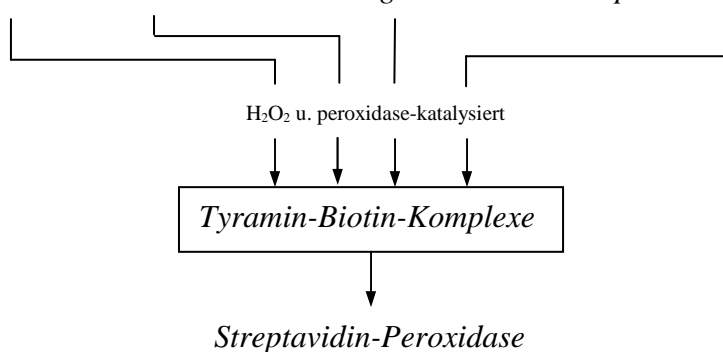 H₂O₂ u. peroxidase-katalysiert
Tyramin-Biotin-Komplexe
Streptavidin-Peroxidase